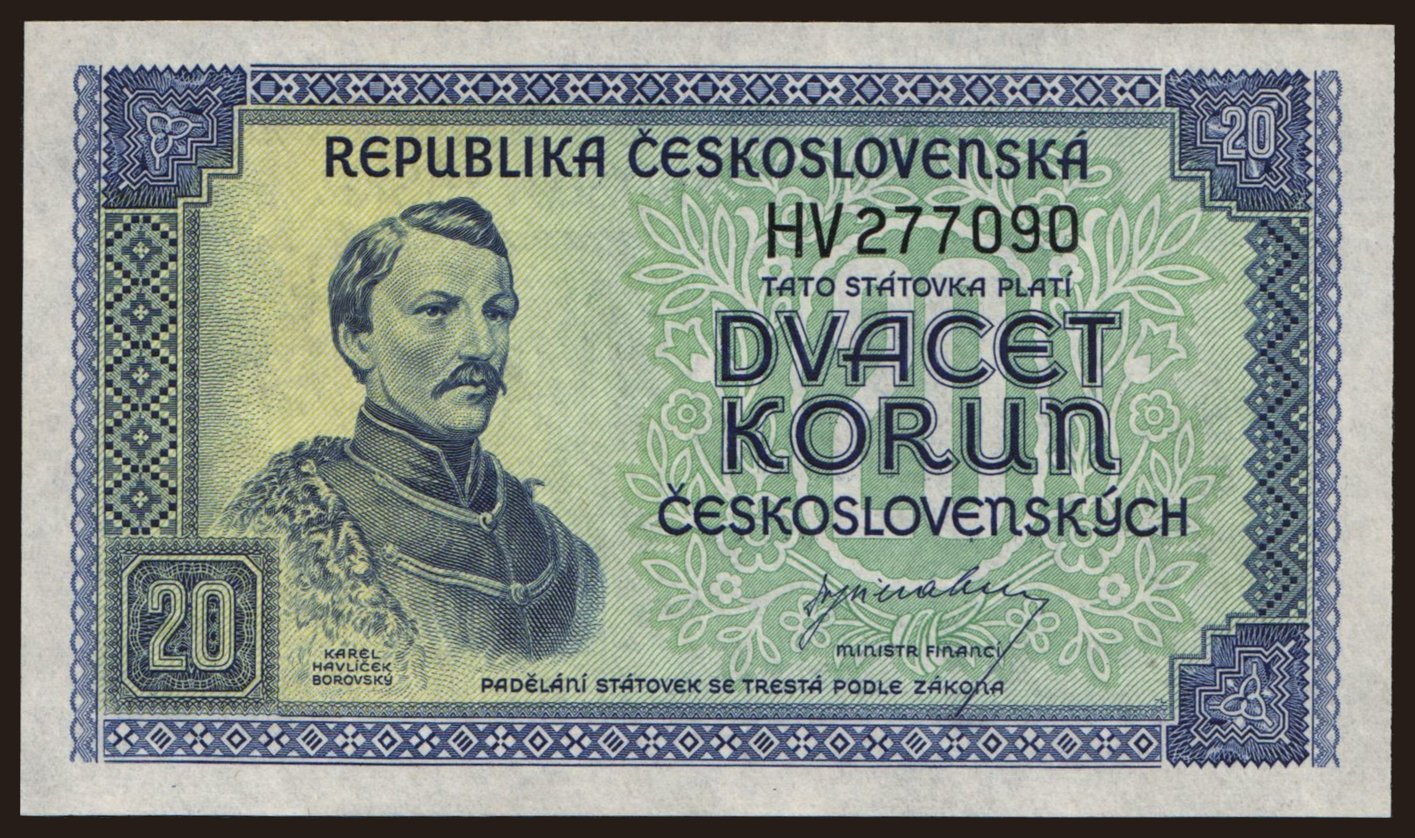 REPUBLIKA ČESKOSLOVENSKÁ
20
HV 277090
TATO STÁTOVKA PLATÍ
DVACET
KORUN
ČESKOSLOVENSKÝCH
20
KAREL
HAVLÍČEK
BOROVSKÝ
MINISTR FINANCÍ
PADĚLÁNÍ STÁTOVEK SE TRESTÁ PODLE ZÁKONA